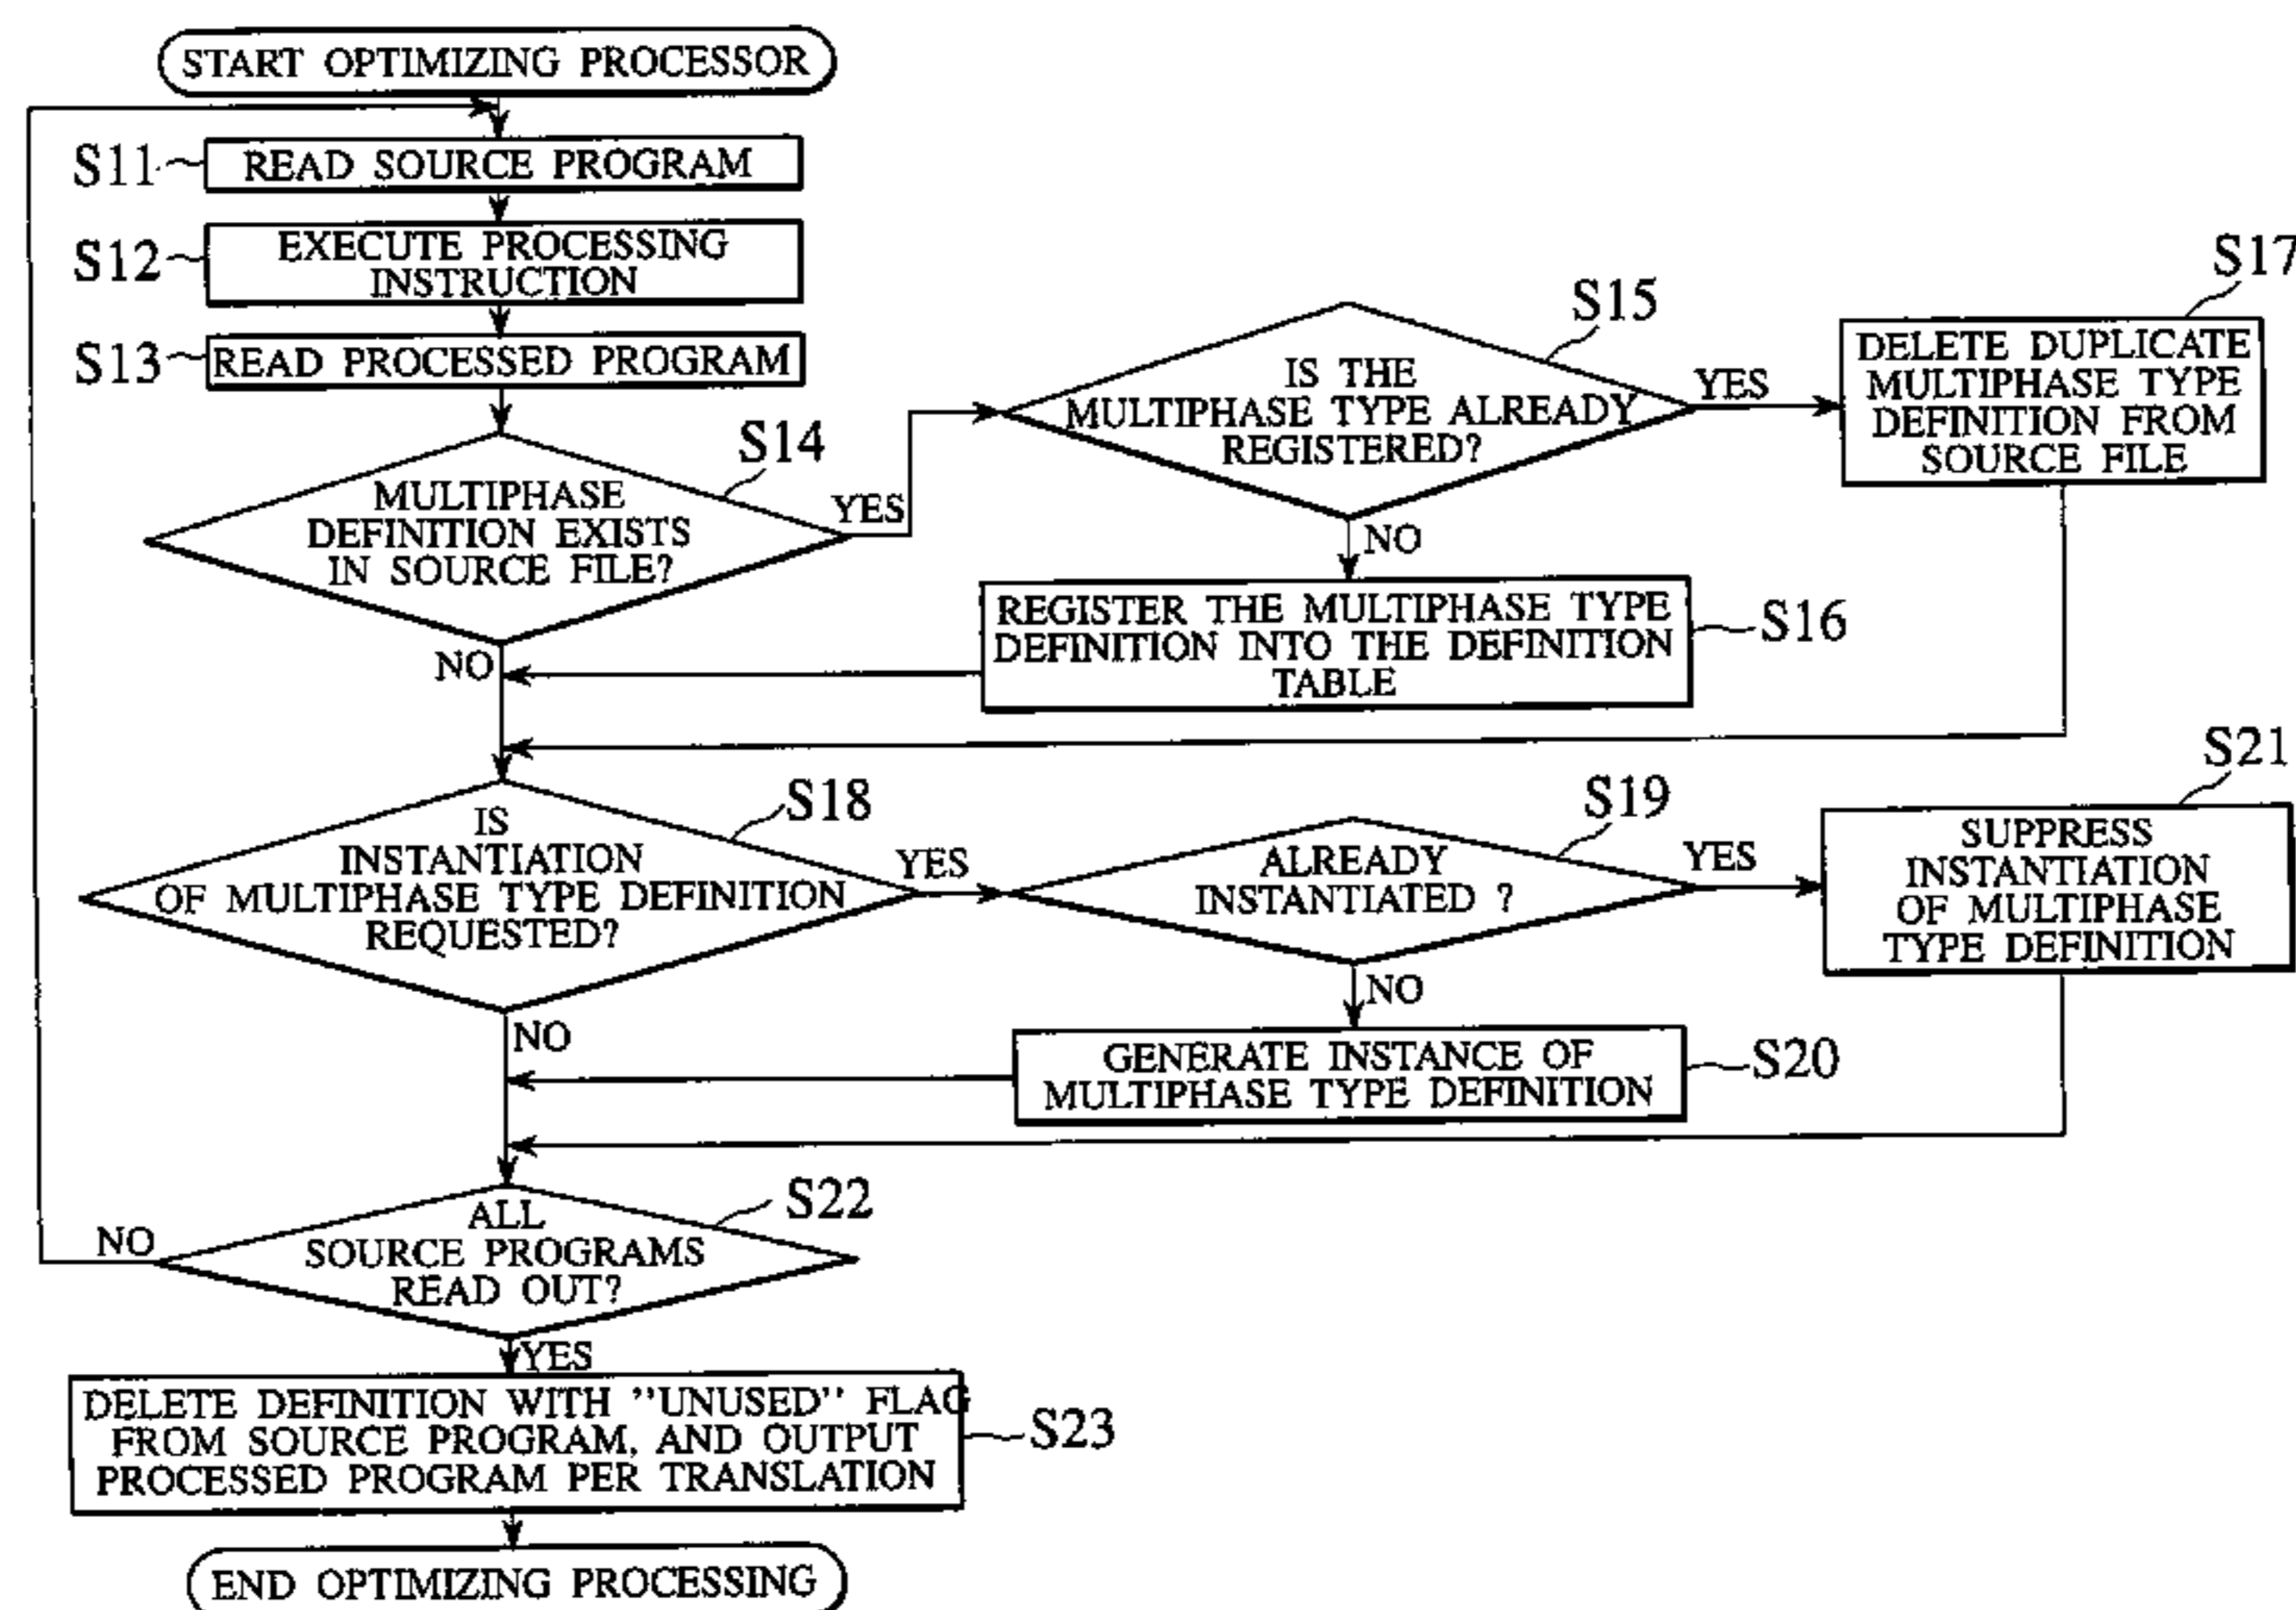 START OPTIMIZING PROCESSOR
S11
READ SOURCE PROGRAM
S12
EXECUTE PROCESSING
INSTRUCTION
S13
READ PROCESSED PROGRAM
S14
MULTIPHASE
DEFINITION EXISTS
IN SOURCE FILE?
YES
NO
S15
IS THE
MULTIPHASE TYPE ALREADY
REGISTERED?
YES
NO
S17
DELETE DUPLICATE
MULTIPHASE TYPE
DEFINITION FROM
SOURCE FILE
REGISTER THE MULTIPHASE TYPE
DEFINITION INTO THE DEFINITION
TABLE
S16
S18
IS
INSTANTIATION
OF MULTIPHASE TYPE DEFINITION
REQUESTED?
YES
NO
S19
ALREADY
INSTANTIATED ?
YES
NO
S21
SUPPRESS
INSTANTIATION
OF MULTIPHASE
TYPE DEFINITION
GENERATE INSTANCE OF
MULTIPHASE TYPE DEFINITION
S20
S22
ALL
SOURCE PROGRAMS
READ OUT?
NO
YES
DELETE DEFINITION WITH ''UNUSED'' FLAG
FROM SOURCE PROGRAM, AND OUTPUT
PROCESSED PROGRAM PER TRANSLATION
S23
END OPTIMIZING PROCESSING